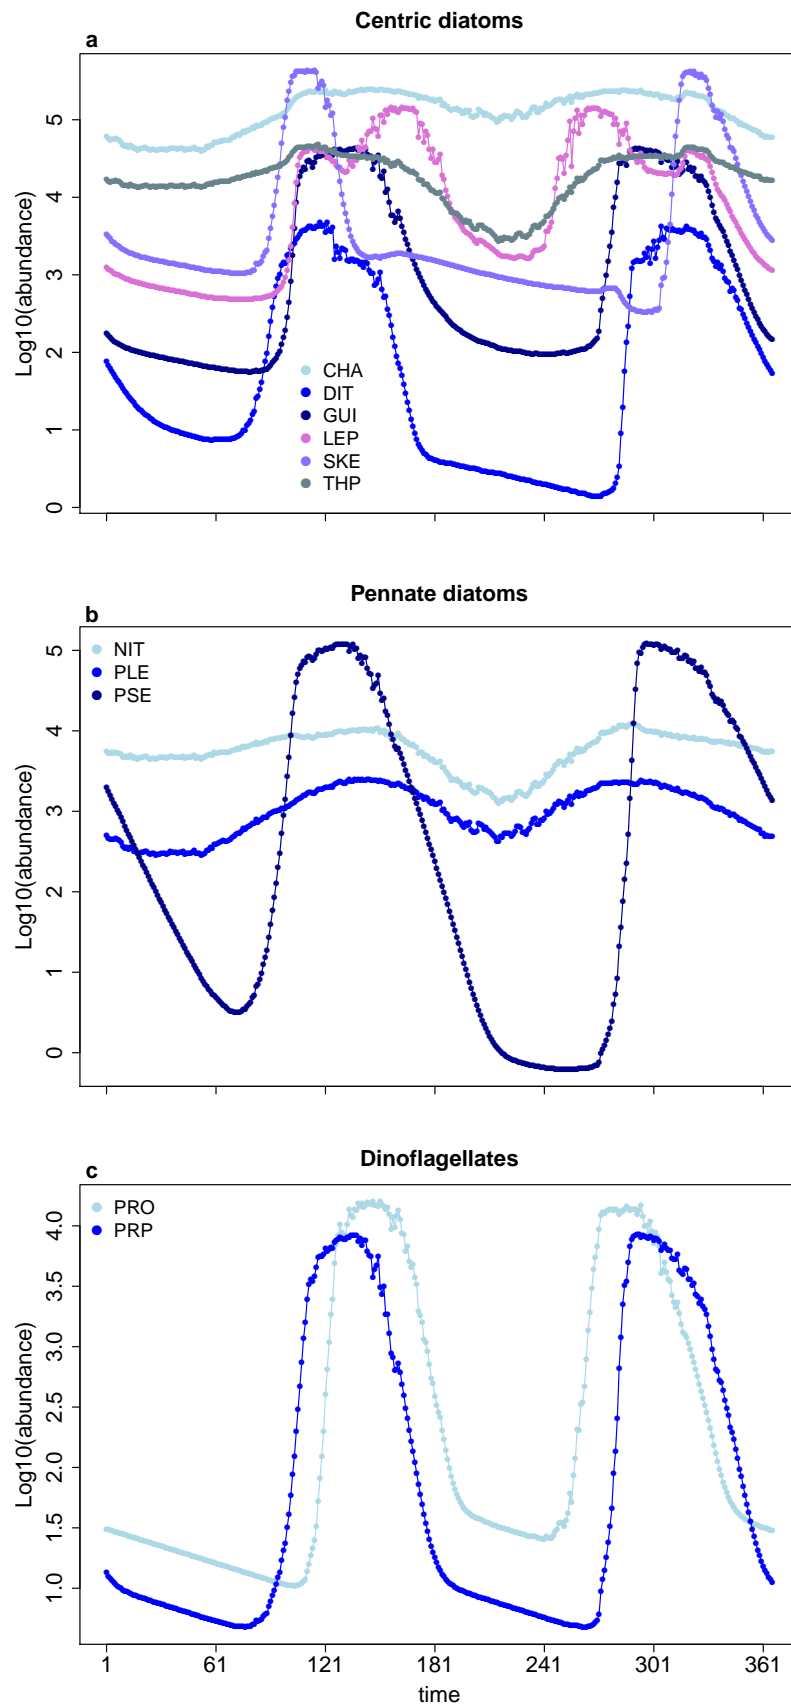 Centric diatoms
a
Log10(abundance)
5
4
3
2
1
0
CHA
DIT
GUI
LEP
SKE
THP
Pennate diatoms
b
Log10(abundance)
5
4
3
2
1
0
NIT
PLE
PSE
Dinoflagellates
c
Log10(abundance)
4.0
3.5
3.0
2.5
2.0
1.5
1.0
PRO
PRP
1 61 121 181 241 301 361
time